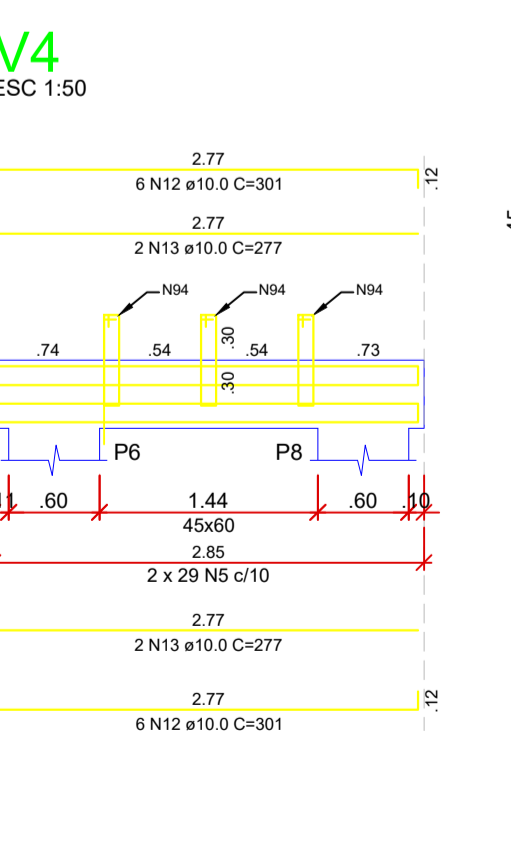 V4
ESC 1:50
2.77
.12
6 N12 ø10.0 C=301
2.77
2 N13 ø10.0 C=277
N94 N94 N94
.30
.74 .54 .54 .73
.30
P6 P8
.60 1.44 .60 .10
45x60
2.85
2 x 29 N5 c/10
2.77
2 N13 ø10.0 C=277
2.77
.12
6 N12 ø10.0 C=301